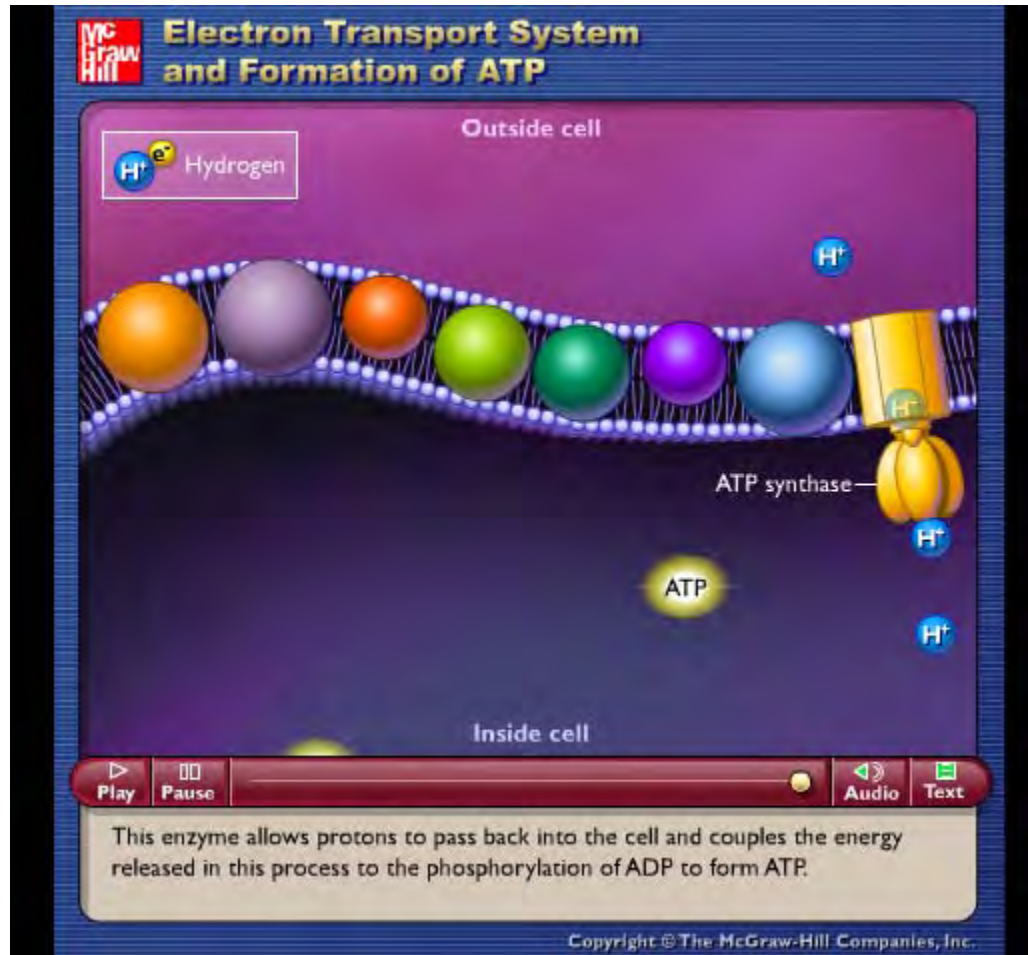 Mc
Graw
Hill
Electron Transport System
and Formation of ATP
Outside cell
H⁺ e⁻ Hydrogen
H⁺
H⁺
ATP synthase
H⁺
ATP
H⁺
Inside cell
Play Pause Audio Text
This enzyme allows protons to pass back into the cell and couples the energy
released in this process to the phosphorylation of ADP to form ATP.
Copyright © The McGraw-Hill Companies, Inc.